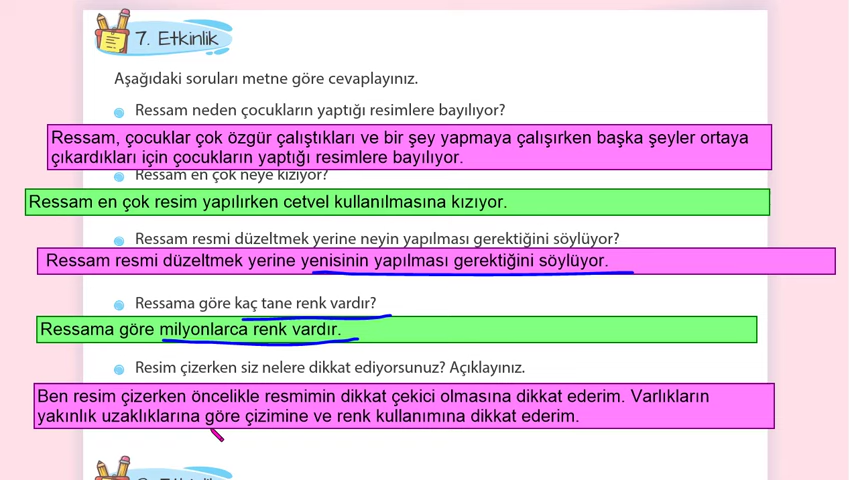 7. Etkinlik
Aşağıdaki soruları metne göre cevaplayınız.
Ressam neden çocukların yaptığı resimlere bayılıyor?
Ressam, çocuklar çok özgür çalıştıkları ve bir şey yapmaya çalışırken başka şeyler ortaya
çıkardıkları için çocukların yaptığı resimlere bayılıyor.
Ressam en çok neye kızıyor?
Ressam en çok resim yapılırken cetvel kullanılmasına kızıyor.
Ressam resmi düzeltmek yerine neyin yapılması gerektiğini söylüyor?
Ressam resmi düzeltmek yerine yenisinin yapılması gerektiğini söylüyor.
Ressama göre kaç tane renk vardır?
Ressama göre milyonlarca renk vardır.
Resim çizerken siz nelere dikkat ediyorsunuz? Açıklayınız.
Ben resim çizerken öncelikle resmimin dikkat çekici olmasına dikkat ederim. Varlıkların
yakınlık uzaklıklarına göre çizimine ve renk kullanımına dikkat ederim.